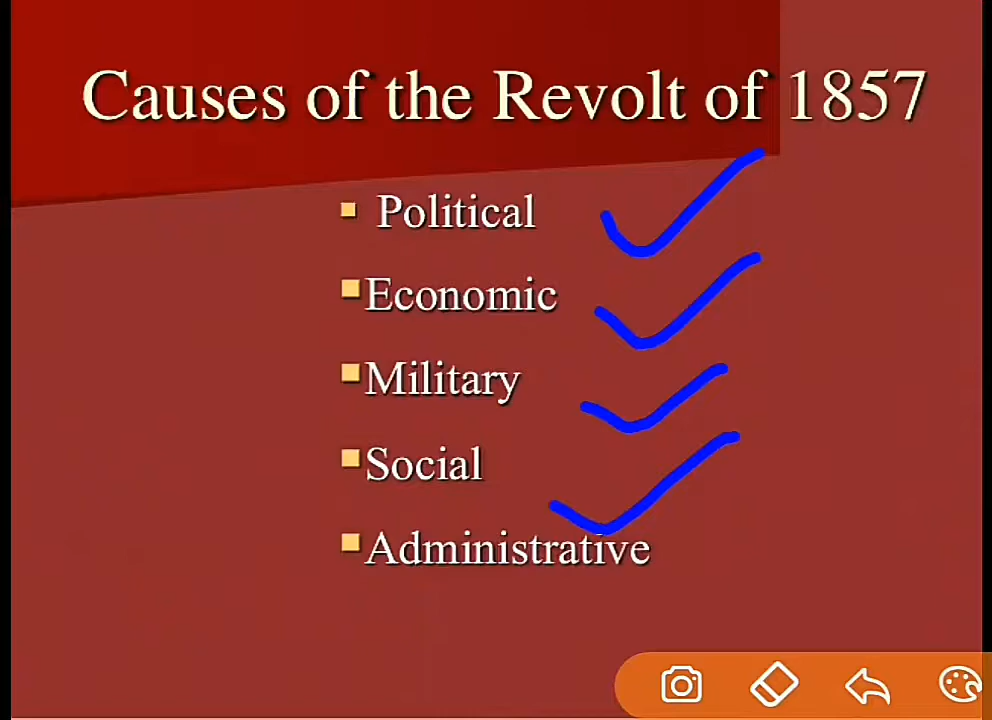 Causes of the Revolt of 1857
Political
Economic
Military
Social
Administrative